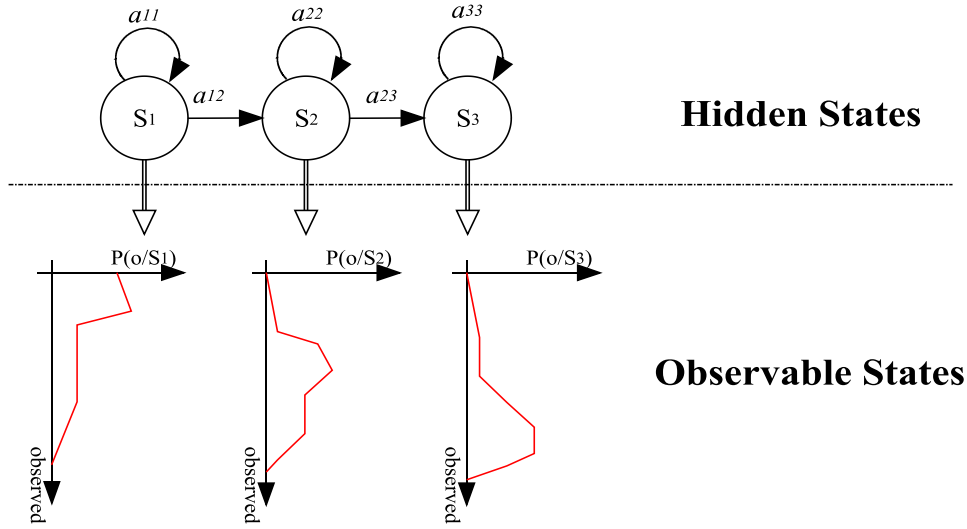 a11 a22 a33
a12 a23
S1 S2 S3
Hidden States
P(o/S1) P(o/S2) P(o/S3)
Observable States
observed observed observed